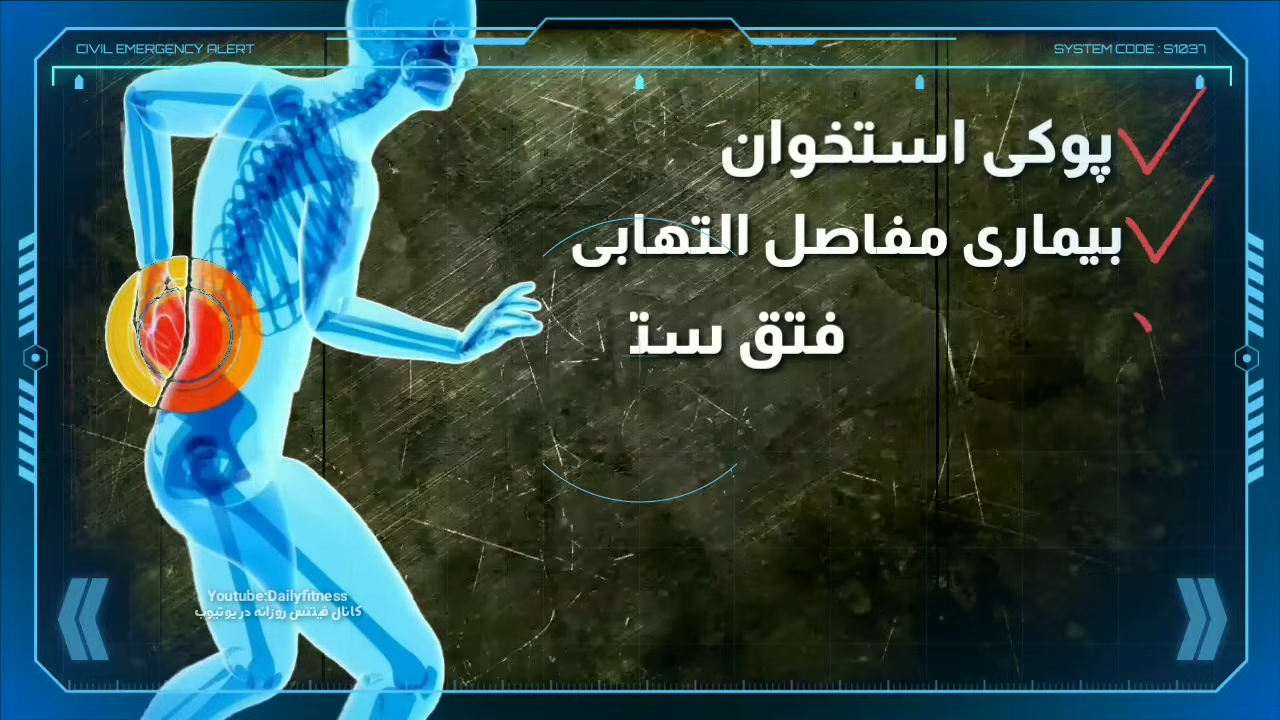 CIVIL EMERGENCY ALERT
SYSTEM CODE : S1037
پوکی استخوان
بیماری مفاصل التهابی
فتق ستـ
Youtube:Dailyfitness
کانال فیتنس روزانه در یوتیوب